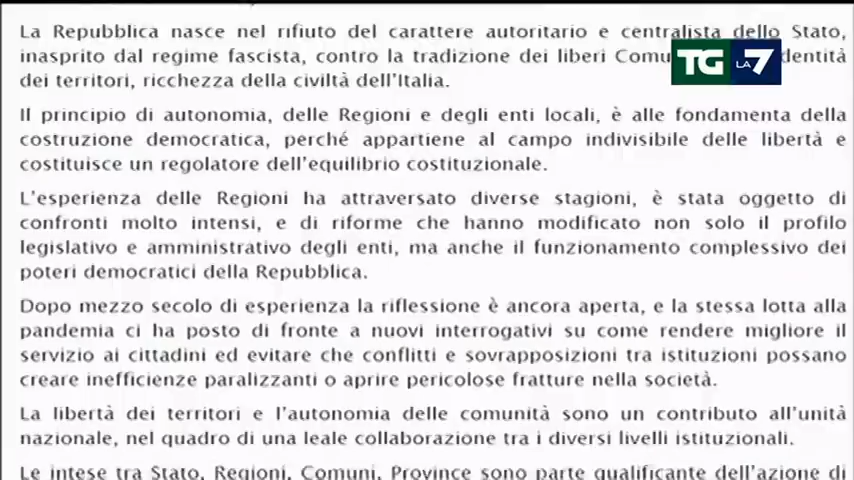 La Repubblica nasce nel rifiuto del carattere autoritario e centralista dello Stato,
inasprito dal regime fascista, contro la tradizione dei liberi
TG LA7
dei territori, ricchezza della civiltà dell'Italia.
Il principio di autonomia, delle Regioni e degli enti locali, è alle fondamenta della
costruzione democratica, perché appartiene al campo indivisibile delle libertà e
costituisce un regolatore dell'equilibrio costituzionale.
L'esperienza delle Regioni ha attraversato diverse stagioni, è stata oggetto di
confronti molto intensi, e di riforme che hanno modificato non solo il profilo
legislativo e amministrativo degli enti, ma anche il funzionamento complessivo dei
poteri democratici della Repubblica.
Dopo mezzo secolo di esperienza la riflessione è ancora aperta, e la stessa lotta alla
pandemia ci ha posto di fronte a nuovi interrogativi su come rendere migliore il
servizio ai cittadini ed evitare che conflitti e sovrapposizioni tra istituzioni possano
creare inefficienze paralizzanti o aprire pericolose fratture nella società.
La libertà dei territori e l'autonomia delle comunità sono un contributo all'unità
nazionale, nel quadro di una leale collaborazione tra i diversi livelli istituzionali.
Le intese tra Stato, Regioni, Comuni, Province sono parte qualificante dell'azione di